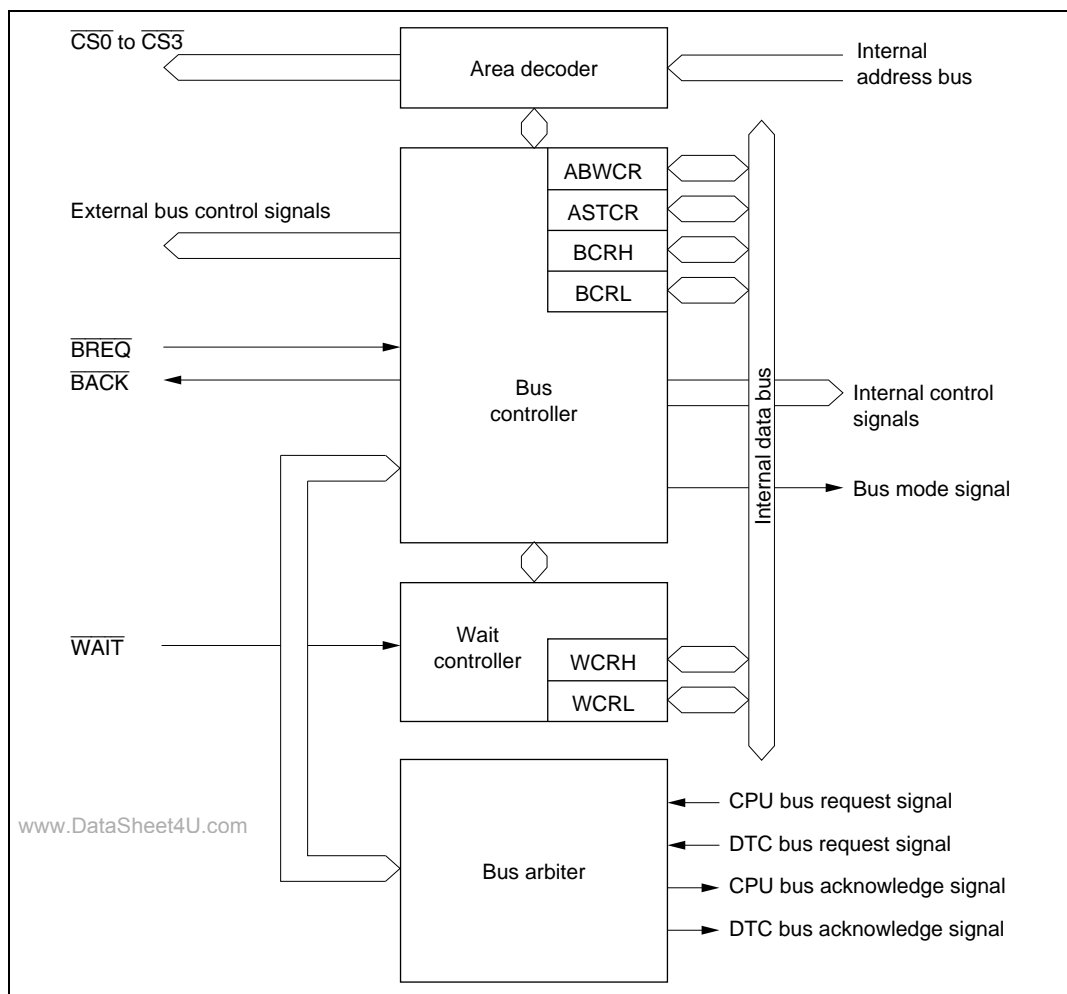 CS0 to CS3
Area decoder
Internal
address bus
ABWCR
ASTCR
BCRH
BCRL
External bus control signals
BREQ
BACK
Bus
controller
Internal data bus
Internal control
signals
Bus mode signal
WAIT
Wait
controller
WCRH
WCRL
Bus arbiter
CPU bus request signal
DTC bus request signal
CPU bus acknowledge signal
DTC bus acknowledge signal
www.DataSheet4U.com